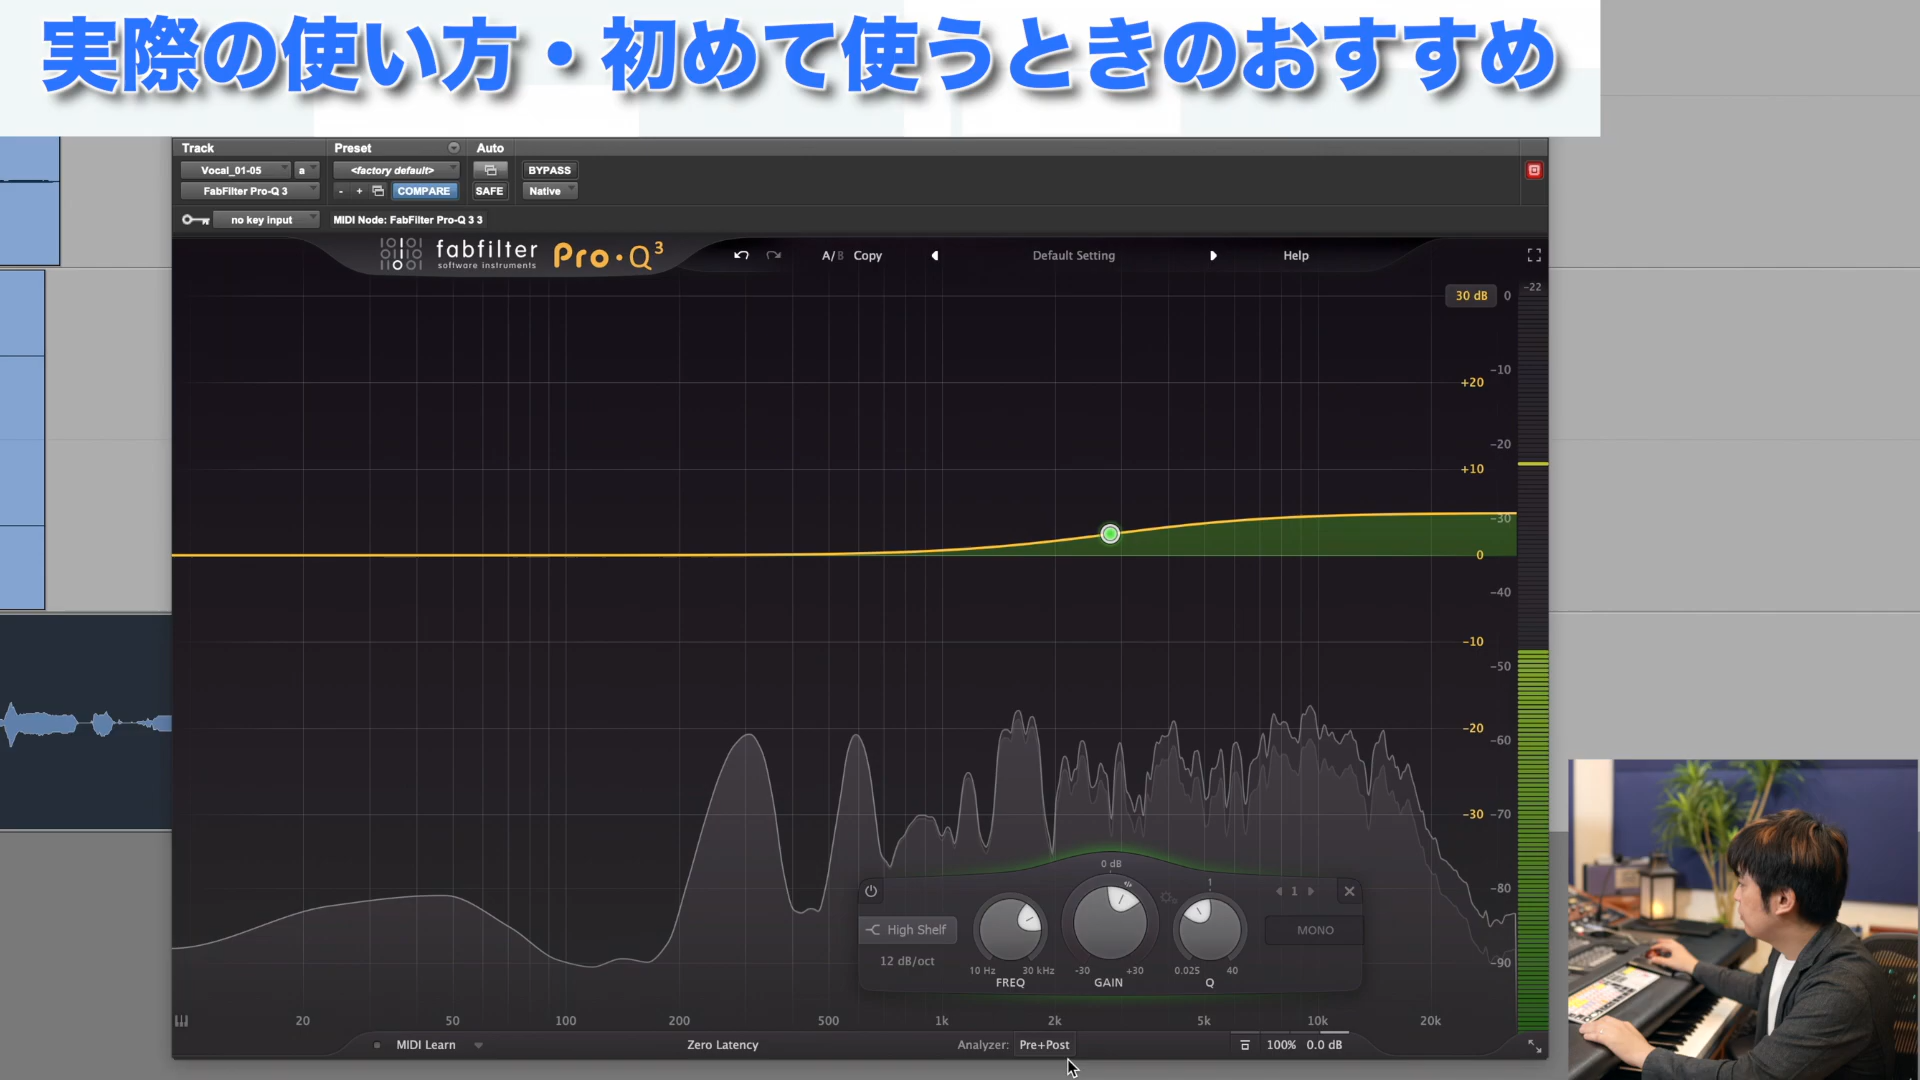 実際の使い方・初めて使うときのおすすめ
Track Preset Auto
Vocal_01-05 a <factory default> BYPASS
FabFilter Pro-Q 3 - + COMPARE SAFE Native
no key input MIDI Node: FabFilter Pro-Q 3 3
fabfilter Pro·Q3
software instruments
A/B Copy Default Setting Help
-22
30 dB 0
-10
+20
-20
+10
-30
0
-40
-10
-50
-20
-60
-30 -70
0 dB
-80
1 1
High Shelf MONO
12 dB/oct
-90
10 Hz 30 kHz -30 +30 0.025 40
FREQ GAIN Q
20 50 100 200 500 1k 2k 5k 10k 20k
MIDI Learn Zero Latency Analyzer: Pre+Post 100% 0.0 dB